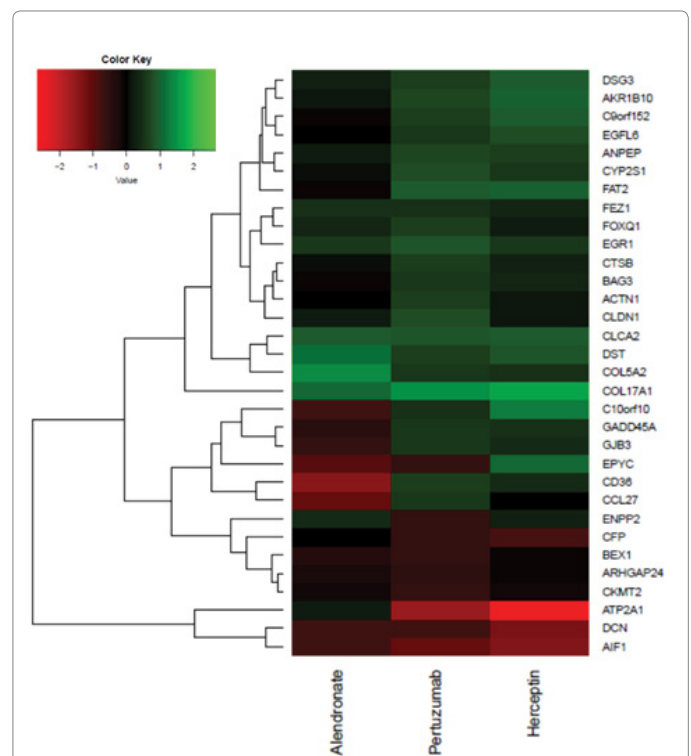 Color Key
-2 -1 0 1 2
Value
DSG3
AKR1B10
C9orf152
EGFL6
ANPEP
CYP2S1
FAT2
FEZ1
FOXQ1
EGR1
CTSB
BAG3
ACTN1
CLDN1
CLCA2
DST
COL5A2
COL17A1
C10orf10
GADD45A
GJB3
EPYC
CD36
CCL27
ENPP2
CFP
BEX1
ARHGAP24
CKMT2
ATP2A1
DCN
AIF1
Alendronate
Pertuzumab
Herceptin